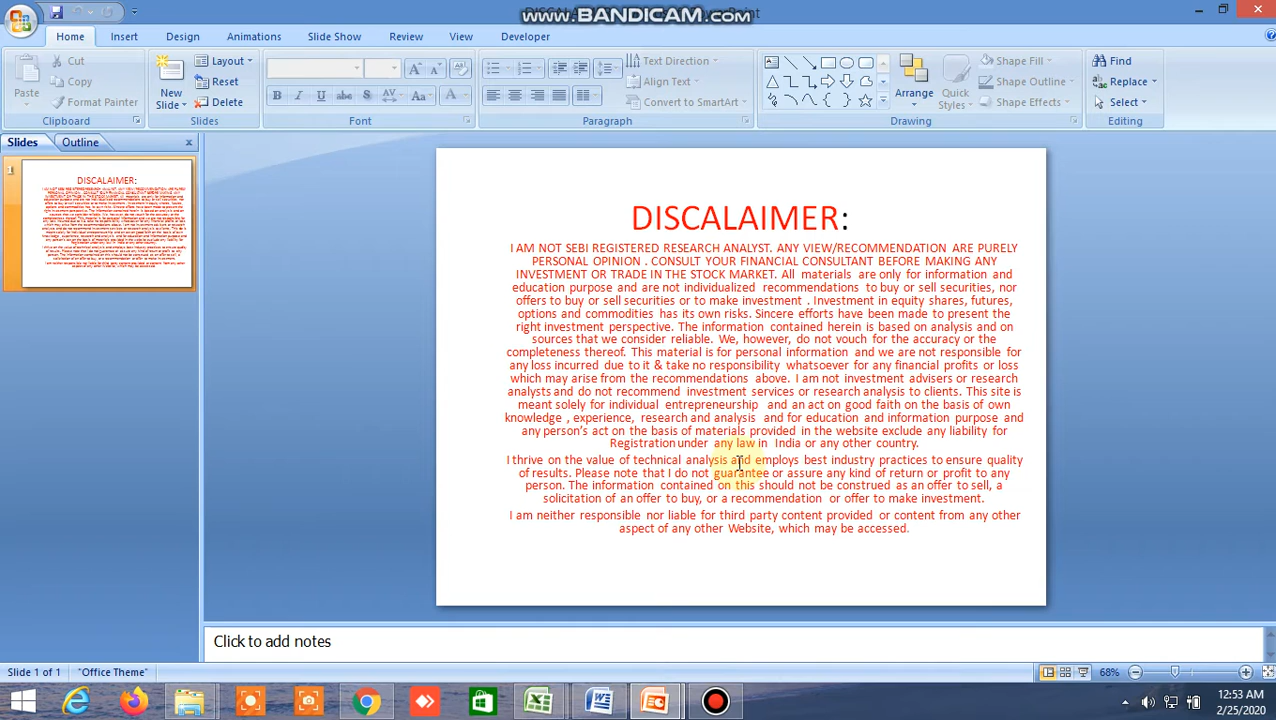 www.BANDICAM.com
Home Insert Design Animations Slide Show Review View Developer
Cut
Copy
Format Painter
Paste
Clipboard
New Slide
Layout
Reset
Delete
Slides
Font
Text Direction
Align Text
Convert to SmartArt
Paragraph
Arrange
Quick Styles
Shape Fill
Shape Outline
Shape Effects
Drawing
Find
Replace
Select
Editing
Slides Outline
1
DISCALAIMER:
DISCALAIMER:
I AM NOT SEBI REGISTERED RESEARCH ANALYST. ANY VIEW/RECOMMENDATION ARE PURELY
PERSONAL OPINION . CONSULT YOUR FINANCIAL CONSULTANT BEFORE MAKING ANY
INVESTMENT OR TRADE IN THE STOCK MARKET. All materials are only for information and
education purpose and are not individualized recommendations to buy or sell securities, nor
offers to buy or sell securities or to make investment . Investment in equity shares, futures,
options and commodities has its own risks. Sincere efforts have been made to present the
right investment perspective. The information contained herein is based on analysis and on
sources that we consider reliable. We, however, do not vouch for the accuracy or the
completeness thereof. This material is for personal information and we are not responsible for
any loss incurred due to it & take no responsibility whatsoever for any financial profits or loss
which may arise from the recommendations above. I am not investment advisers or research
analysts and do not recommend investment services or research analysis to clients. This site is
meant solely for individual entrepreneurship and an act on good faith on the basis of own
knowledge , experience, research and analysis and for education and information purpose and
any person's act on the basis of materials provided in the website exclude any liability for
Registration under any law in India or any other country.
I thrive on the value of technical analysis and employs best industry practices to ensure quality
of results. Please note that I do not guarantee or assure any kind of return or profit to any
person. The information contained on this should not be construed as an offer to sell, a
solicitation of an offer to buy, or a recommendation or offer to make investment.
I am neither responsible nor liable for third party content provided or content from any other
aspect of any other Website, which may be accessed.
Click to add notes
Slide 1 of 1 "Office Theme" 68%
12:53 AM
2/25/2020